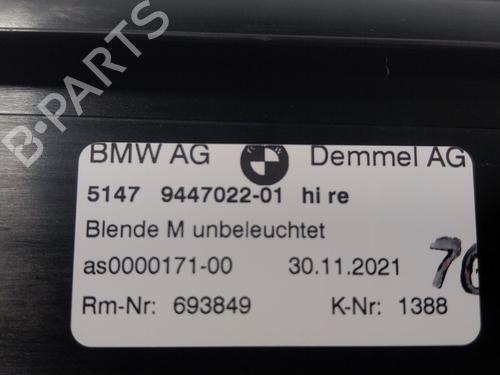 B-PARTS
BMW AG Demmel AG
5147 9447022-01 hi re
Blende M unbeleuchtet
as0000171-00 30.11.2021
Rm-Nr: 693849 K-Nr: 1388